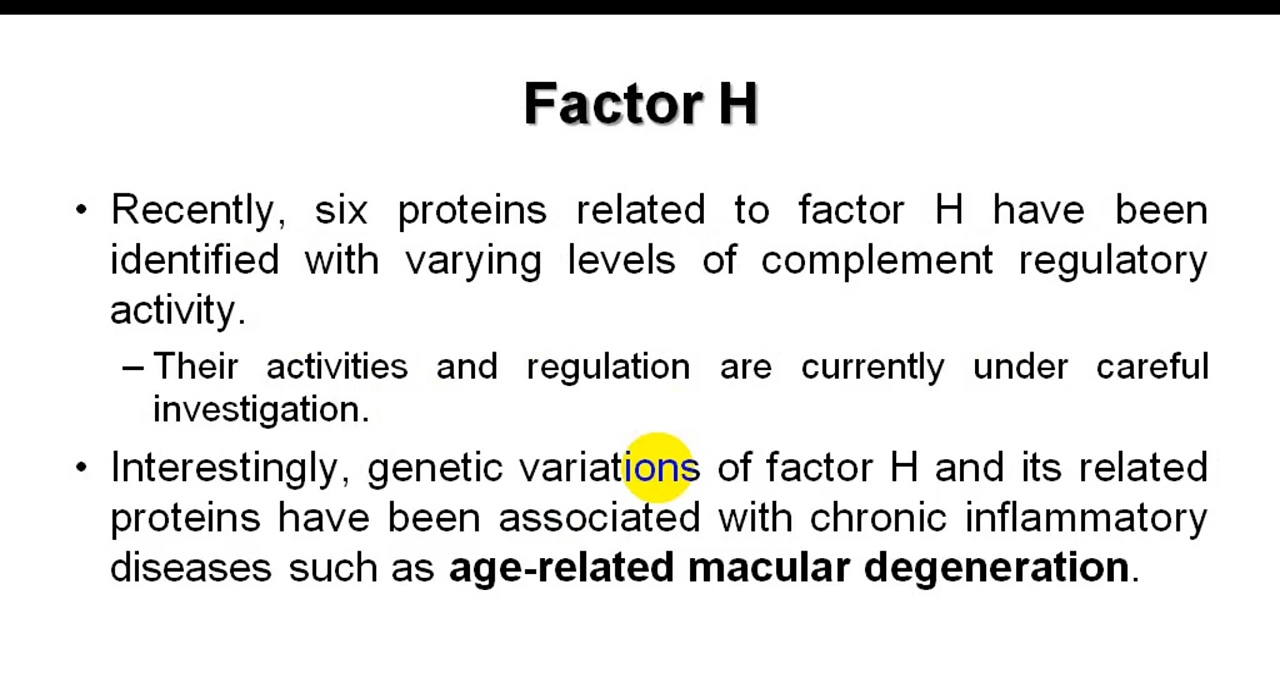 Factor H
• Recently, six proteins related to factor H have been
identified with varying levels of complement regulatory
activity.
– Their activities and regulation are currently under careful
investigation.
• Interestingly, genetic variations of factor H and its related
proteins have been associated with chronic inflammatory
diseases such as age-related macular degeneration.